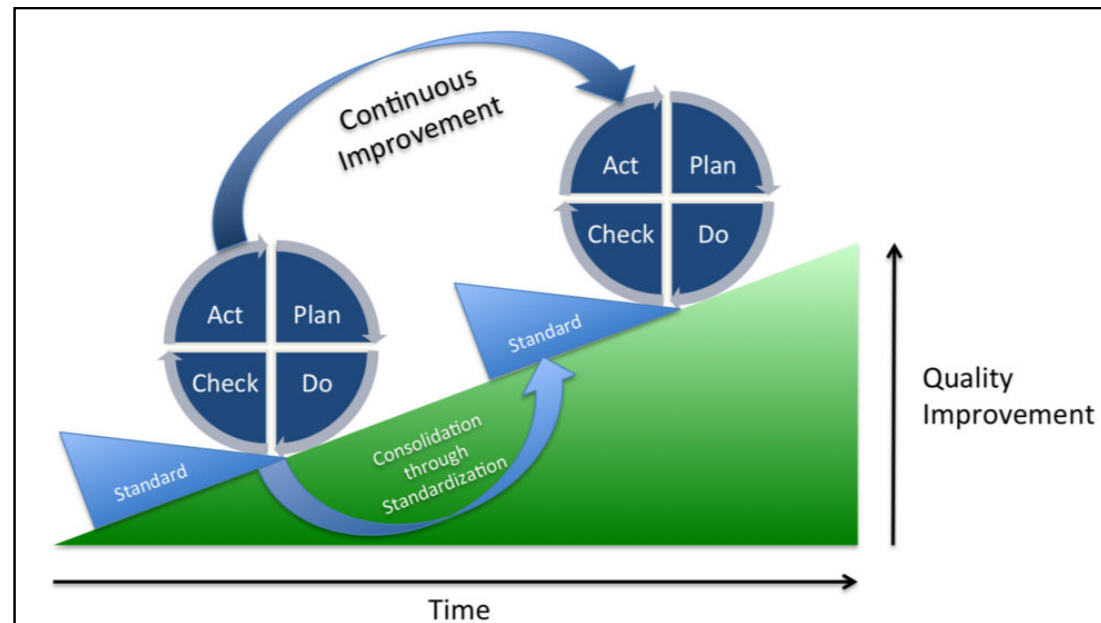 Continuous
Improvement
Act
Plan
Check
Do
Act
Plan
Check
Do
Standard
Standard
Consolidation
through
Standardization
Quality
Improvement
Time